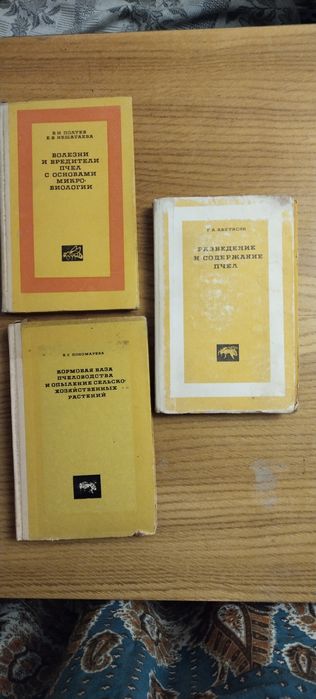 В. И. ПОЛТЕВ
Е. В. НЕШАТАЕВА
БОЛЕЗНИ
И ВРЕДИТЕЛИ
ПЧЕЛ
С ОСНОВАМИ
МИКРО-
БИОЛОГИИ
Г. А. АВЕТИСЯН
РАЗВЕДЕНИЕ
И СОДЕРЖАНИЕ
ПЧЕЛ
Е. Г. ПОНОМАРЕВА
КОРМОВАЯ БАЗА
ПЧЕЛОВОДСТВА
И ОПЫЛЕНИЕ СЕЛЬСКО-
ХОЗЯЙСТВЕННЫХ
РАСТЕНИЙ